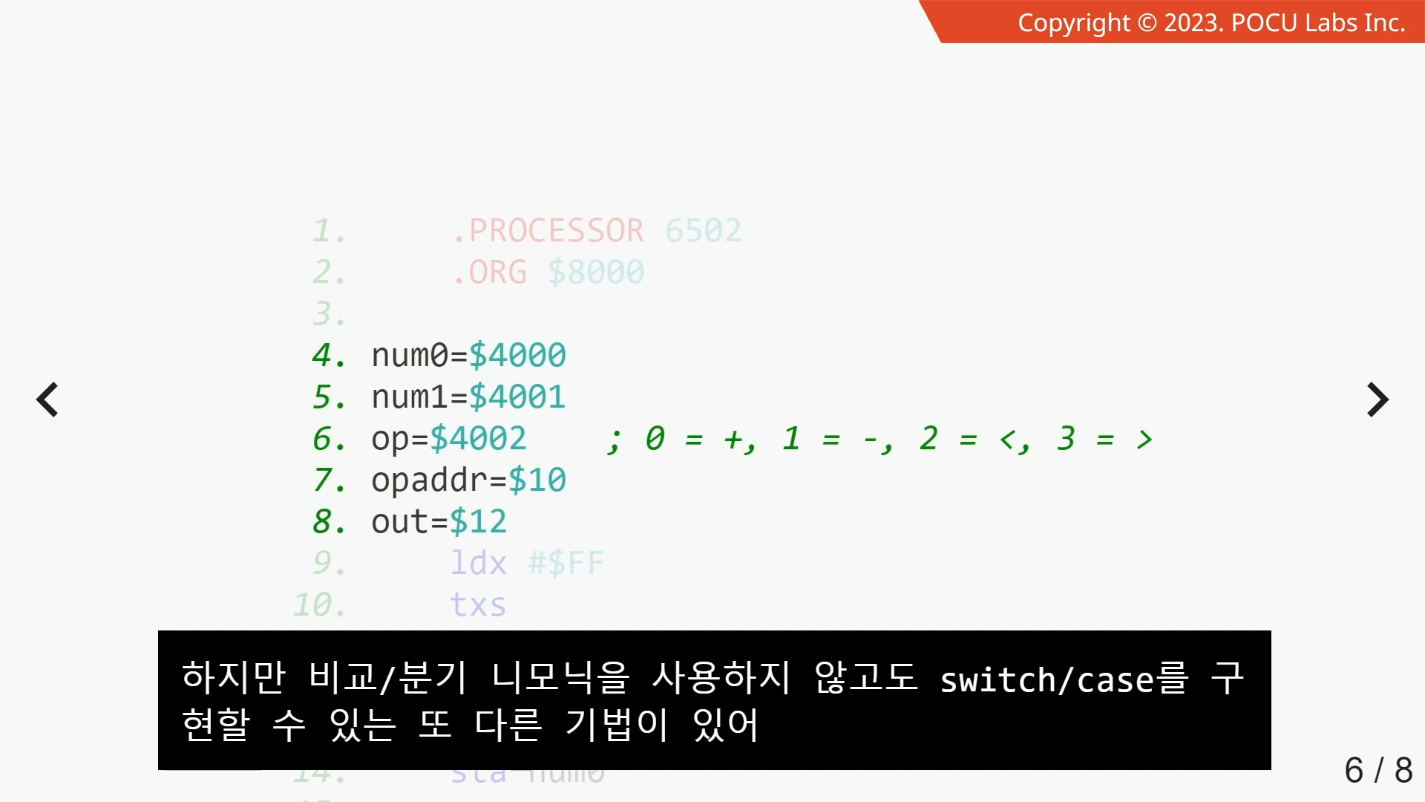 Copyright © 2023. POCU Labs Inc.
1. .PROCESSOR 6502
2. .ORG $8000
3.
4. num0=$4000
5. num1=$4001
6. op=$4002 ; 0 = +, 1 = -, 2 = <, 3 = >
7. opaddr=$10
8. out=$12
9. ldx #$FF
10. txs
하지만 비교/분기 니모닉을 사용하지 않고도 switch/case를 구
현할 수 있는 또 다른 기법이 있어
14. sta num0
6 / 8